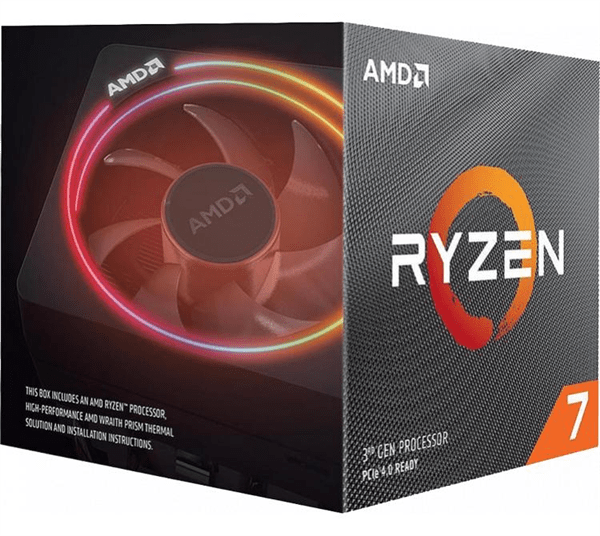 AMD
AMD
THIS BOX INCLUDES AN AMD RYZEN™ PROCESSOR,
HIGH-PERFORMANCE AMD WRAITH PRISM THERMAL
SOLUTION AND INSTALLATION INSTRUCTIONS.
AMD
RYZEN
7
3RD GEN PROCESSOR
PCIe 4.0 READY